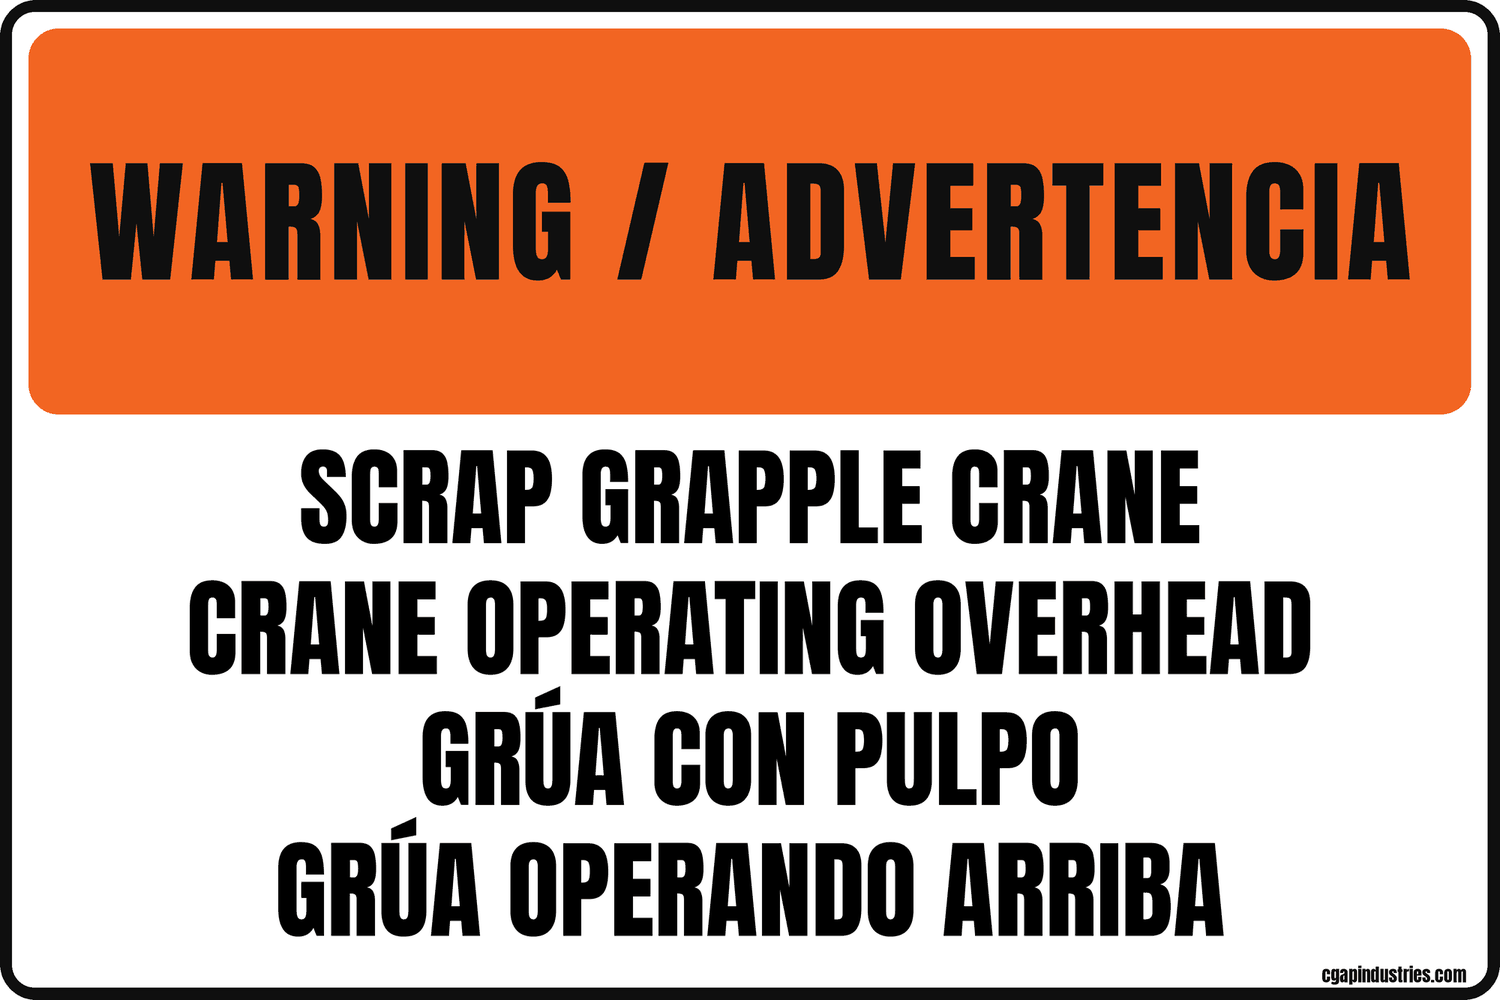 WARNING / ADVERTENCIA
SCRAP GRAPPLE CRANE
CRANE OPERATING OVERHEAD
GRÚA CON PULPO
GRÚA OPERANDO ARRIBA
cgapindustries.com